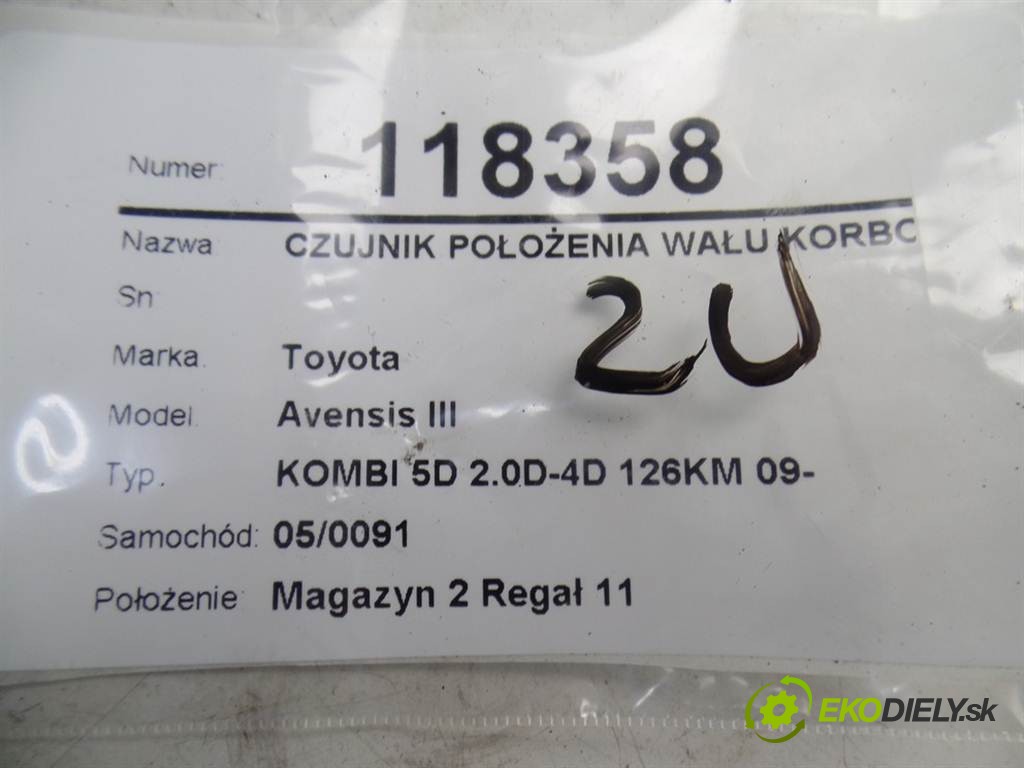 Numer: 118358
Nazwa CZUJNIK POŁOŻENIA WAŁU KORBO
Sn
2U
Marka. Toyota
Model. Avensis III
Typ. KOMBI 5D 2.0D-4D 126KM 09-
Samochód: 05/0091
Położenie: Magazyn 2 Regał 11
EKODIELY.sk